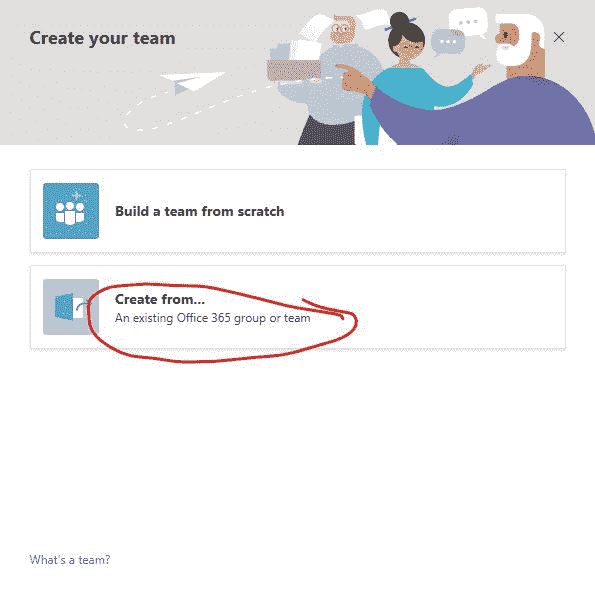 Create your team
Build a team from scratch
Create from...
An existing Office 365 group or team
What's a team?